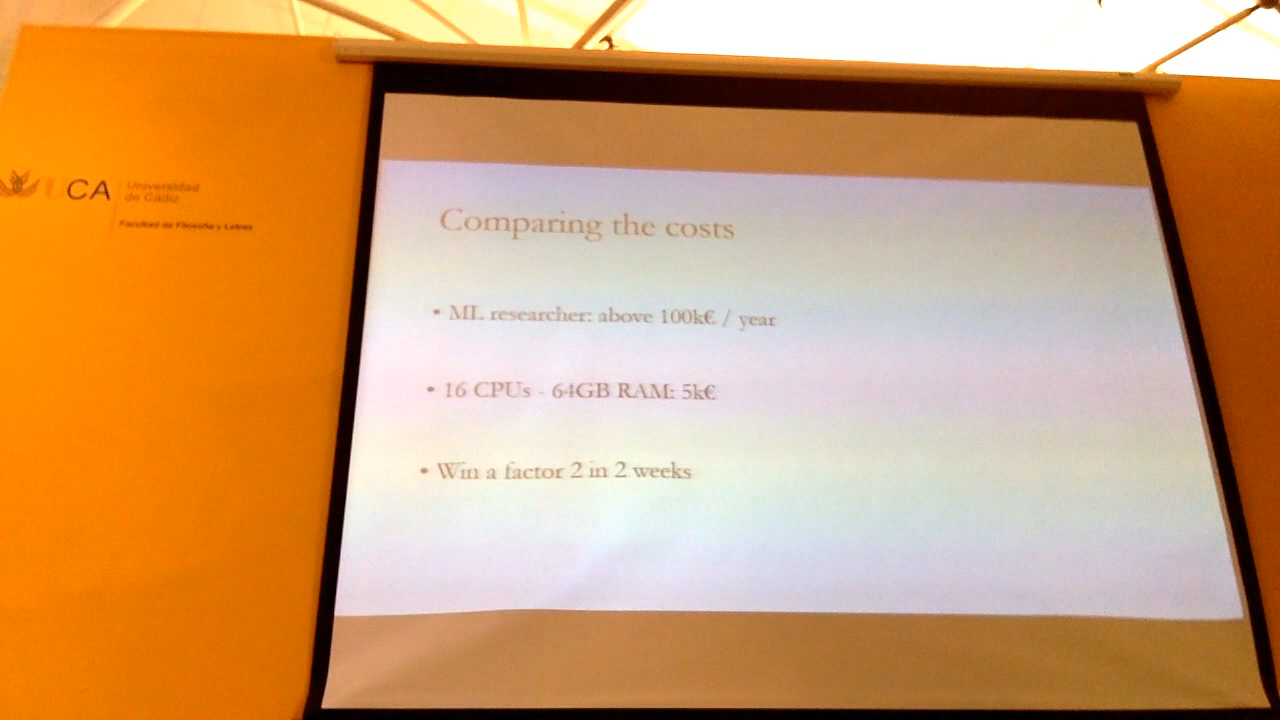 UCA
Universidad
de Cádiz
Facultad de Filosofía y Letras
Comparing the costs
• ML researcher: above 100k€ / year
• 16 CPUs - 64GB RAM: 5k€
• Win a factor 2 in 2 weeks